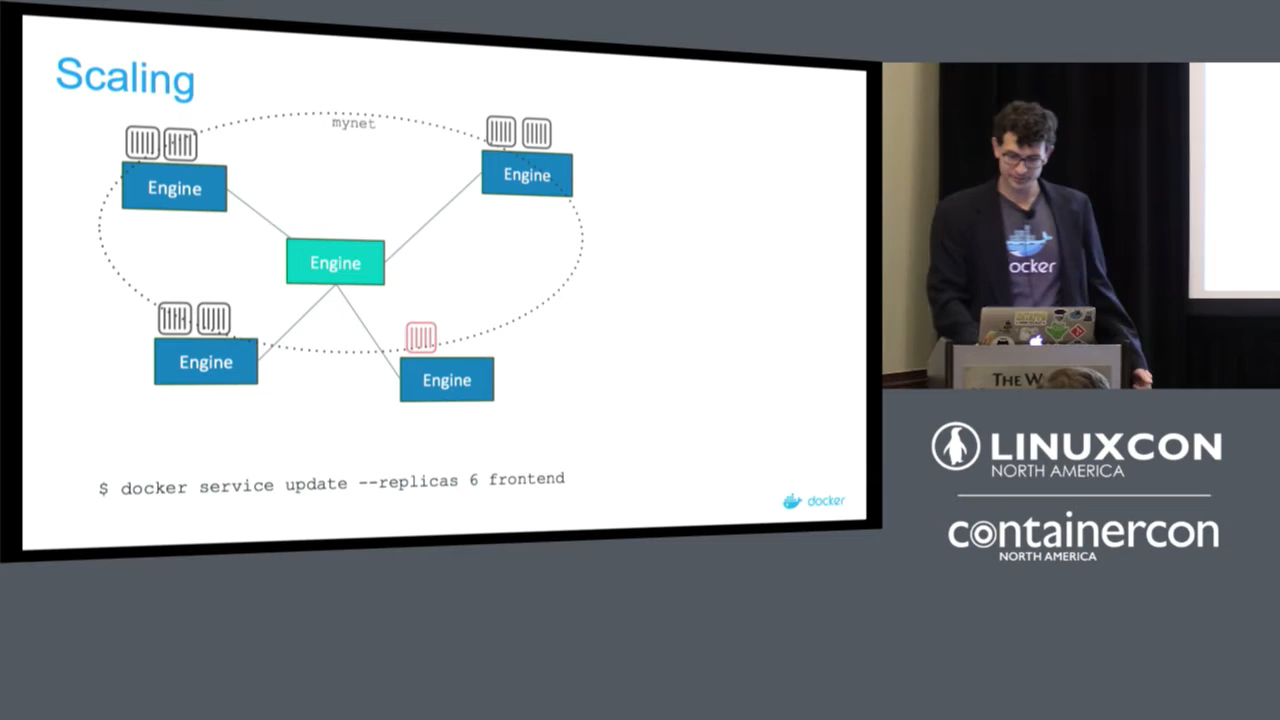 Scaling
mynet
Engine
Engine
Engine
Engine
Engine
$ docker service update --replicas 6 frontend
docker
docker
THE W
LINUXCON
NORTH AMERICA
containercon
NORTH AMERICA